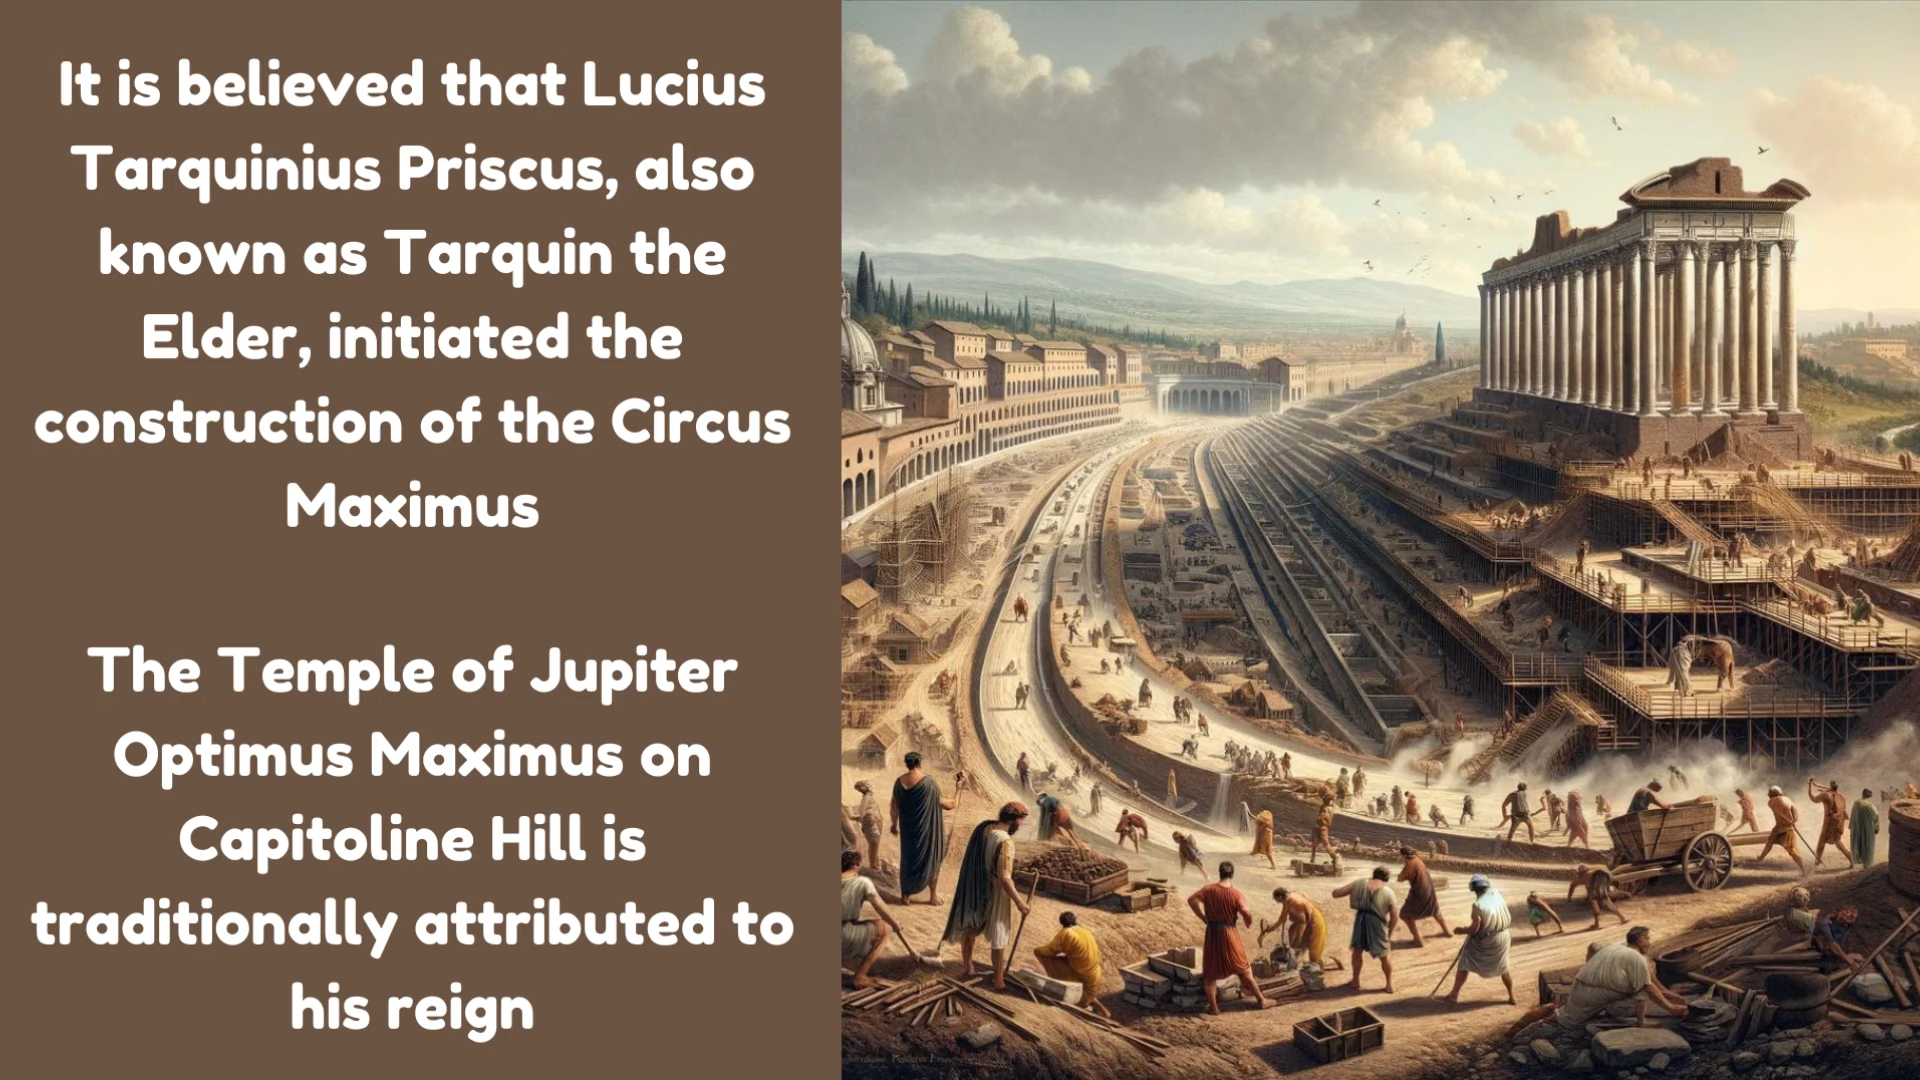 It is believed that Lucius
Tarquinius Priscus, also
known as Tarquin the
Elder, initiated the
construction of the Circus
Maximus
The Temple of Jupiter
Optimus Maximus on
Capitoline Hill is
traditionally attributed to
his reign